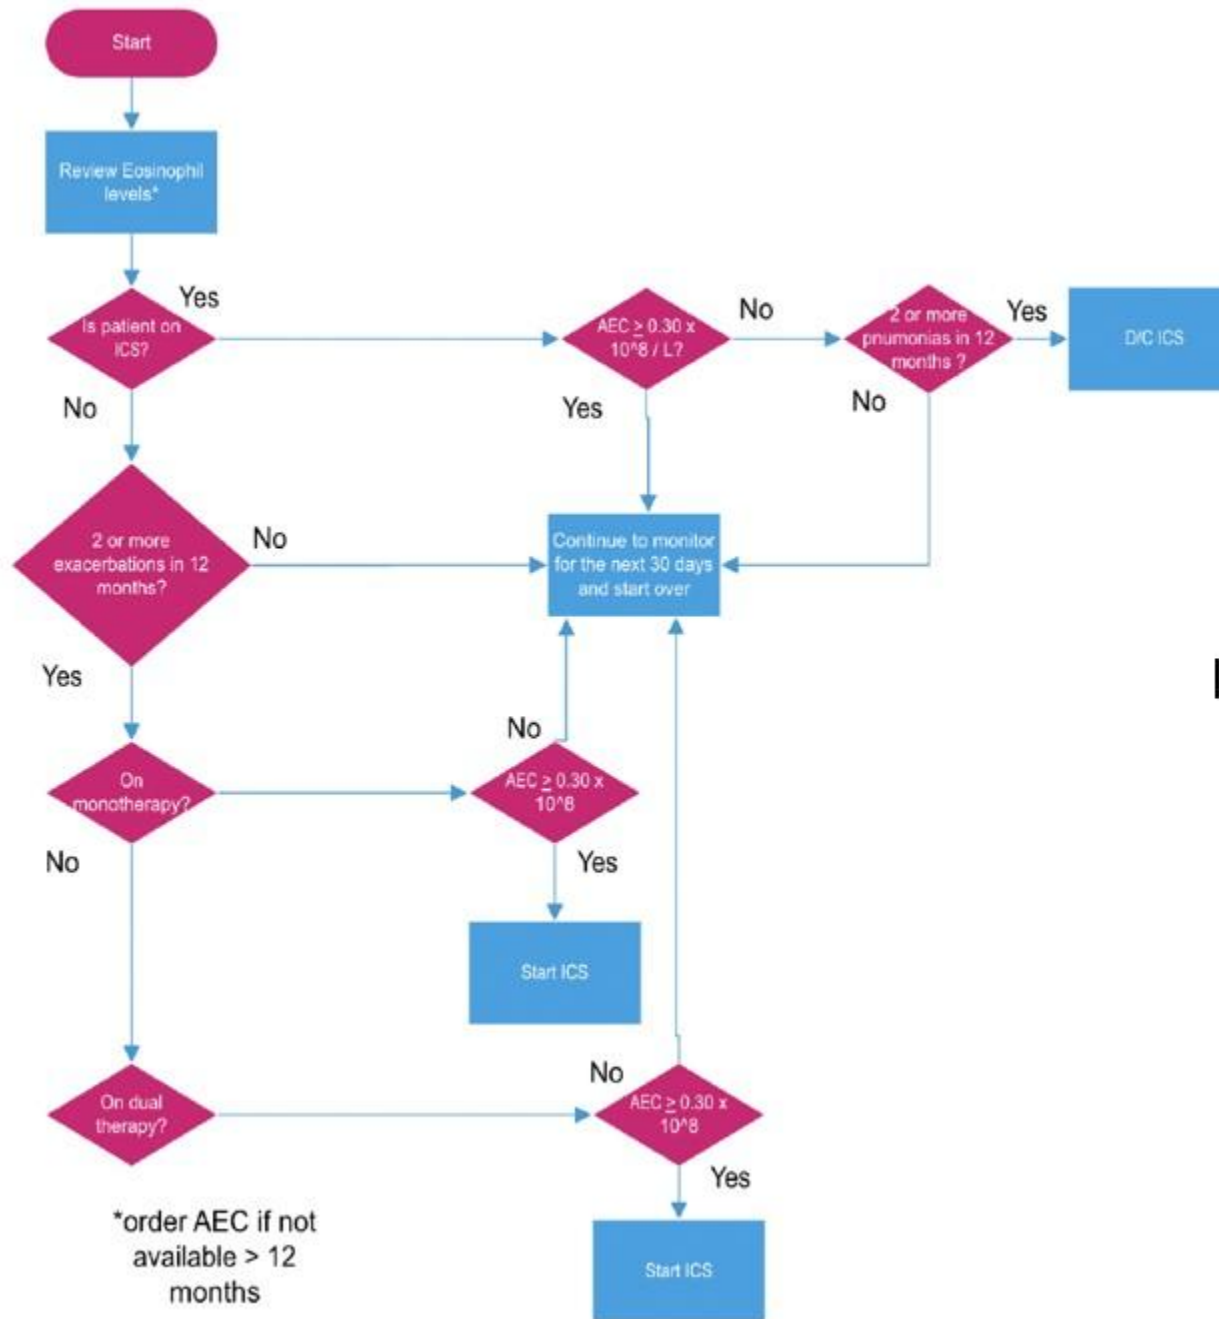 Start
Review Eosinophil
levels*
Is patient on
ICS?
Yes
No
AEC ≥ 0.30 x
10^8 / L?
No
Yes
2 or more
pnumonias in 12
months ?
Yes
No
D/C ICS
2 or more
exacerbations in 12
months?
No
Yes
Continue to monitor
for the next 30 days
and start over
On
monotherapy?
No
AEC ≥ 0.30 x
10^8
No
Yes
Start ICS
On dual
therapy?
AEC ≥ 0.30 x
10^8
No
Yes
Start ICS
*order AEC if not
available > 12
months